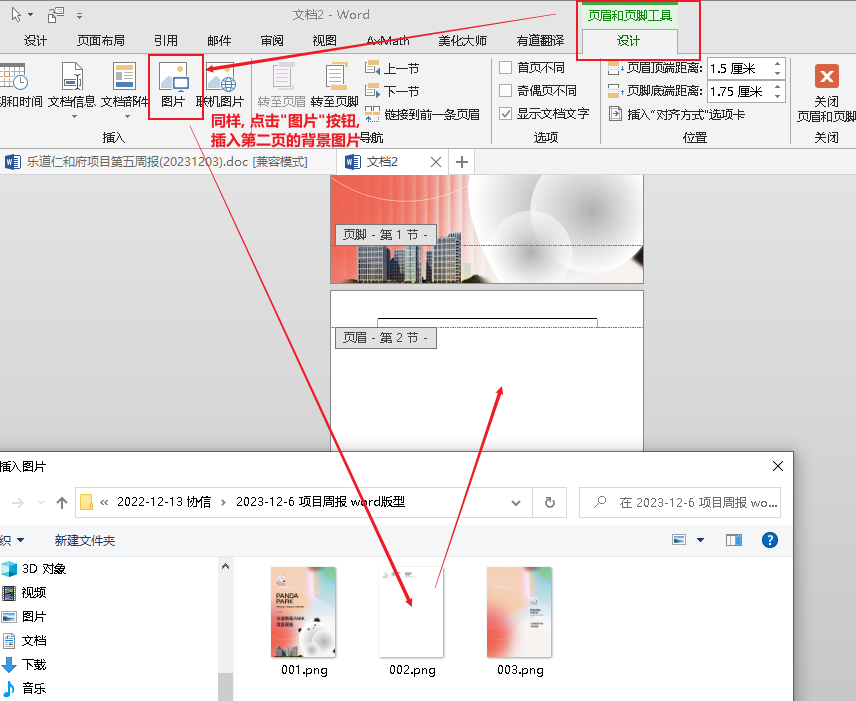 文档2 - Word
页眉和页脚工具
设计
页面布局
引用
邮件
审阅
视图
AxMath
美化大师
有道翻译
设计
期和时间
文档信息
文档部件
图片
联机图片
转至页眉
转至页脚
上一节
下一节
链接到前一条页眉
首页不同
奇偶页不同
显示文档文字
页眉顶端距离:
1.5 厘米
页脚底端距离:
1.75 厘米
插入“对齐方式”选项卡
关闭
页眉和页脚
插入
导航
选项
位置
关闭
同样, 点击"图片"按钮,
插入第二页的背景图片
乐道仁和府项目第五周报(20231203).doc [兼容模式]
文档2
页脚 - 第 1 节 -
页眉 - 第 2 节 -
插入图片
« 2022-12-13 协信 › 2023-12-6 项目周报 word版型
在 2023-12-6 项目周报 wo...
织
新建文件夹
3D 对象
视频
图片
文档
下载
音乐
PANDA
PARK
001.png
002.png
003.png